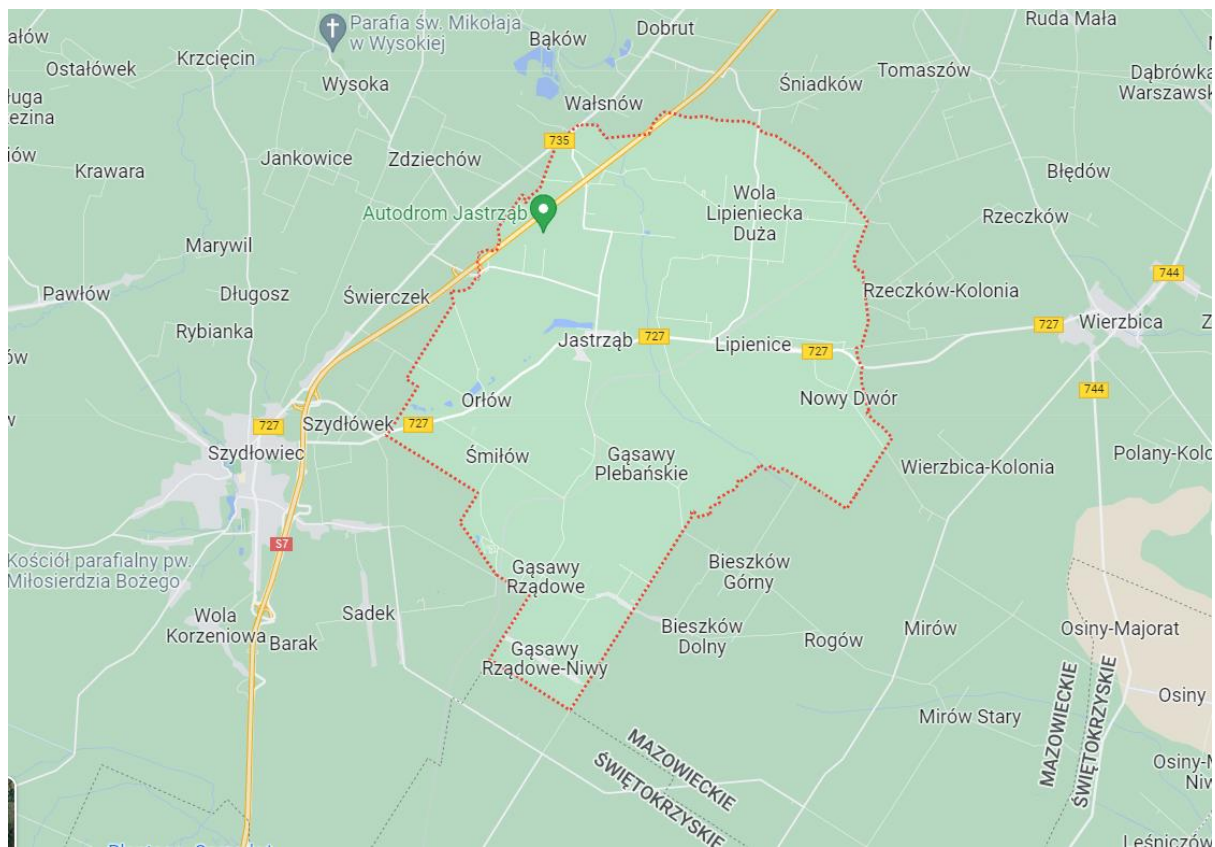 Ruda Mała
Parafia św. Mikołaja
w Wysokiej
Dobrut
Bąków
Krzcięcin
Ostałówek
Wysoka
Śniadków
Tomaszów
Dąbrówka
Wałsnów
735
Jankowice
Zdziechów
Krawara
Błędów
Wola
Lipieniecka
Duża
Autodrom Jastrząb
Rzeczków
Marywil
744
Pawłów
Długosz
Świerczek
Rzeczków-Kolonia
Rybianka
727
Wierzbica
Jastrząb
727
Lipienice
727
744
Orłów
Nowy Dwór
727
Szydłówek
727
Szydłowiec
Śmiłów
Gąsawy
Plebańskie
Wierzbica-Kolonia
S7
Kościół parafialny pw.
Miłosierdzia Bożego
Gąsawy
Rządowe
Bieszków
Górny
Wola
Korzeniowa
Sadek
Barak
Bieszków
Dolny
Rogów
Mirów
Osiny-Majorat
Gąsawy
Rządowe-Niwy
Osiny
Mirów Stary
MAZOWIECKIE
ŚWIĘTOKRZYSKIE
MAZOWIECKIE
ŚWIĘTOKRZYSKIE